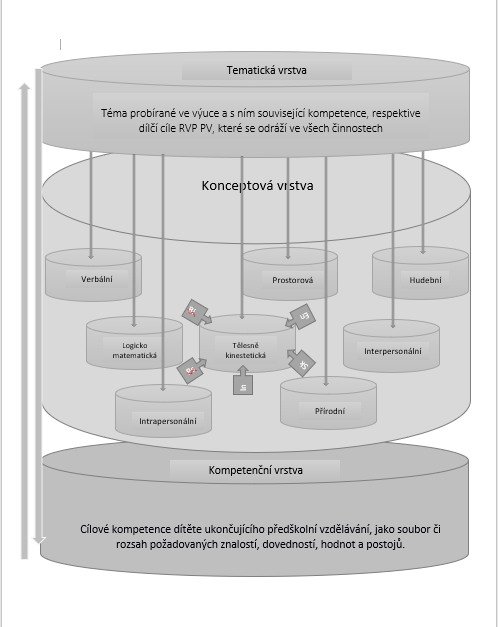 Tematická vrstva
Téma probírané ve výuce a s ním související kompetence, respektive
dílčí cíle RVP PV, které se odráží ve všech činnostech
Konceptová vrstva
Verbální
Prostorová
Hudební
Logicko
matematická
Tělesně
kinestetická
Interpersonální
Intrapersonální
Přírodní
Kompetenční vrstva
Cílové kompetence dítěte ukončujícího předškolní vzdělávání, jako soubor či
rozsah požadovaných znalostí, dovedností, hodnot a postojů.